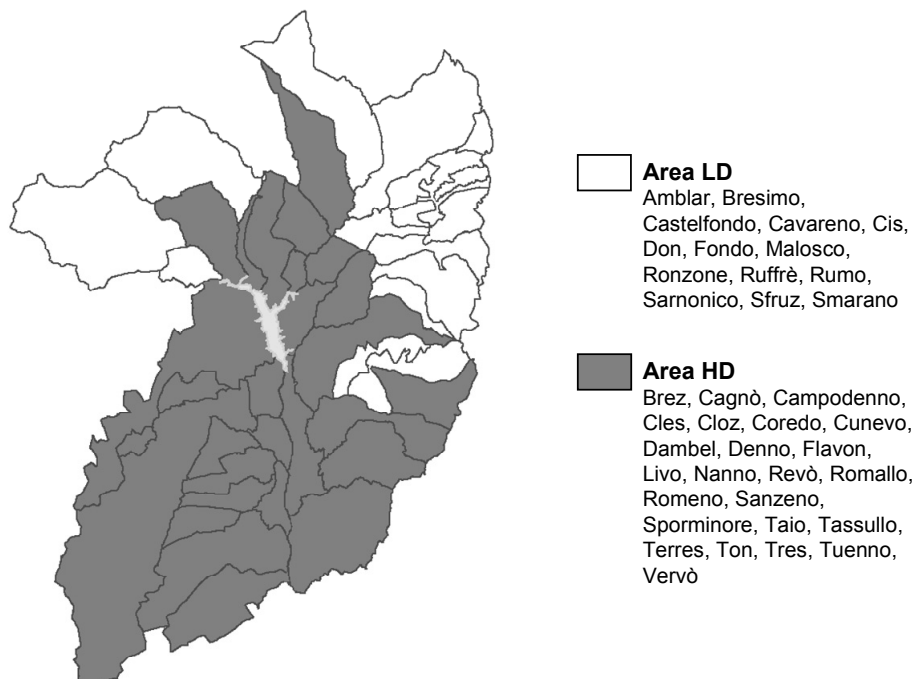 Area LD
Amblar, Bresimo,
Castelfondo, Cavareno, Cis,
Don, Fondo, Malosco,
Ronzone, Ruffrè, Rumo,
Sarnonico, Sfruz, Smarano
Area HD
Brez, Cagnò, Campodenno,
Cles, Cloz, Coredo, Cunevo,
Dambel, Denno, Flavon,
Livo, Nanno, Revò, Romallo,
Romeno, Sanzeno,
Sporminore, Taio, Tassullo,
Terres, Ton, Tres, Tuenno,
Vervò